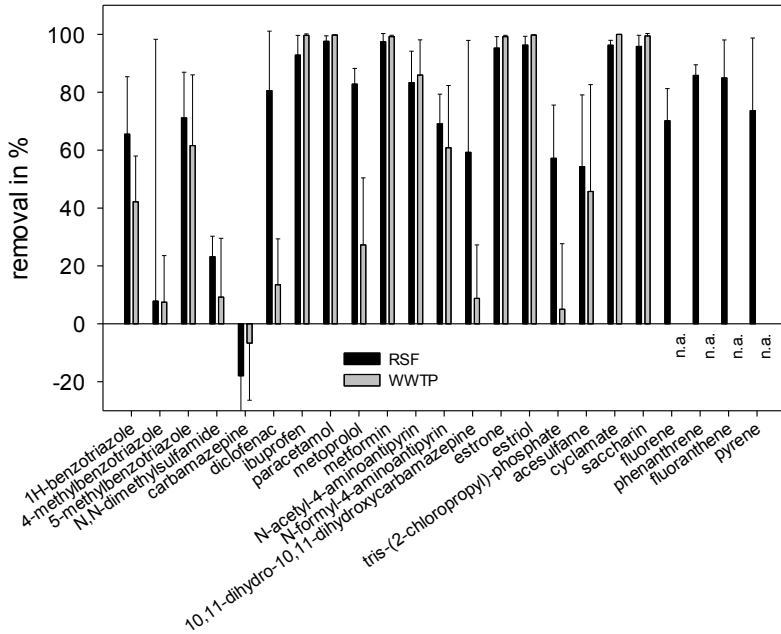 removal in %
100
80
60
40
20
0
-20
RSF
WWTP
n.a.
n.a.
n.a.
n.a.
1H-benzotriazole
4-methylbenzotriazole
5-methylbenzotriazole
N,N-dimethylsulfamide
carbamazepine
diclofenac
ibuprofen
paracetamol
metoprolol
metformin
N-acetyl-4-aminoantipyrin
N-formyl-4-aminoantipyrin
10,11-dihydro-10,11-dihydroxycarbamazepine
estrone
estriol
tris-(2-chloropropyl)-phosphate
acesulfame
cyclamate
saccharin
fluorene
phenanthrene
fluoranthene
pyrene